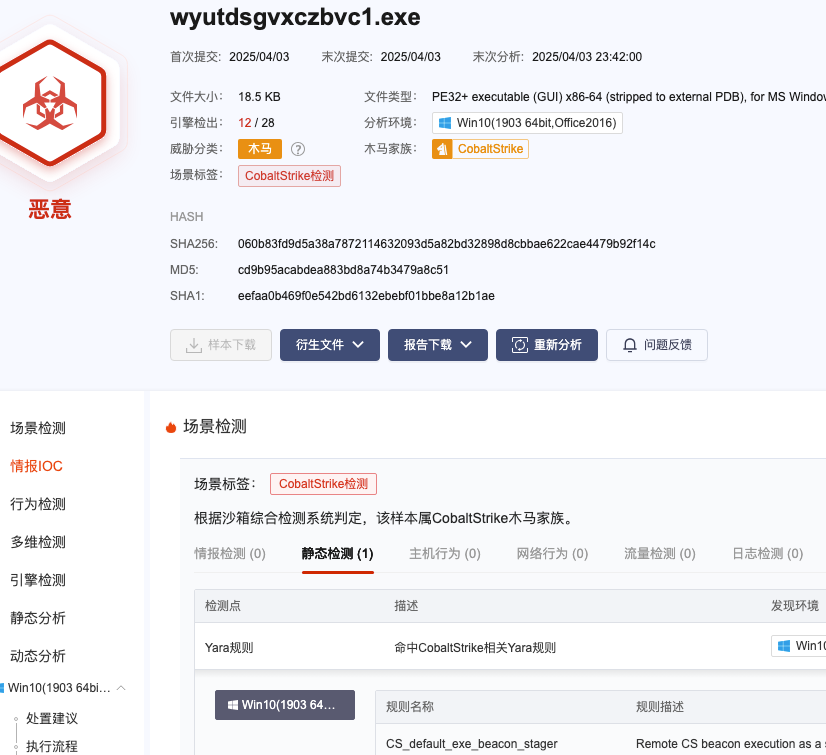 wyutdsgvxczbvc1.exe
首次提交: 2025/04/03 末次提交: 2025/04/03 末次分析: 2025/04/03 23:42:00
文件大小: 18.5 KB 文件类型: PE32+ executable (GUI) x86-64 (stripped to external PDB), for MS Window
引擎检出: 12 / 28 分析环境: Win10(1903 64bit,Office2016)
威胁分类: 木马 ? 木马家族: CobaltStrike
场景标签: CobaltStrike检测
恶意
HASH
SHA256: 060b83fd9d5a38a7872114632093d5a82bd32898d8cbbae622cae4479b92f14c
MD5: cd9b95acabdea883bd8a74b3479a8c51
SHA1: eefaa0b469f0e542bd6132ebebf01bbe8a12b1ae
样本下载 衍生文件 报告下载 重新分析 问题反馈
场景检测
情报IOC
行为检测
多维检测
引擎检测
静态分析
动态分析
Win10(1903 64bi...
处置建议
执行流程
场景检测
场景标签: CobaltStrike检测
根据沙箱综合检测系统判定，该样本属CobaltStrike木马家族。
情报检测 (0) 静态检测 (1) 主机行为 (0) 网络行为 (0) 流量检测 (0) 日志检测 (0)
检测点 描述 发现环境
Yara规则 命中CobaltStrike相关Yara规则 Win10
Win10(1903 64... 规则名称 规则描述
CS_default_exe_beacon_stager Remote CS beacon execution as a